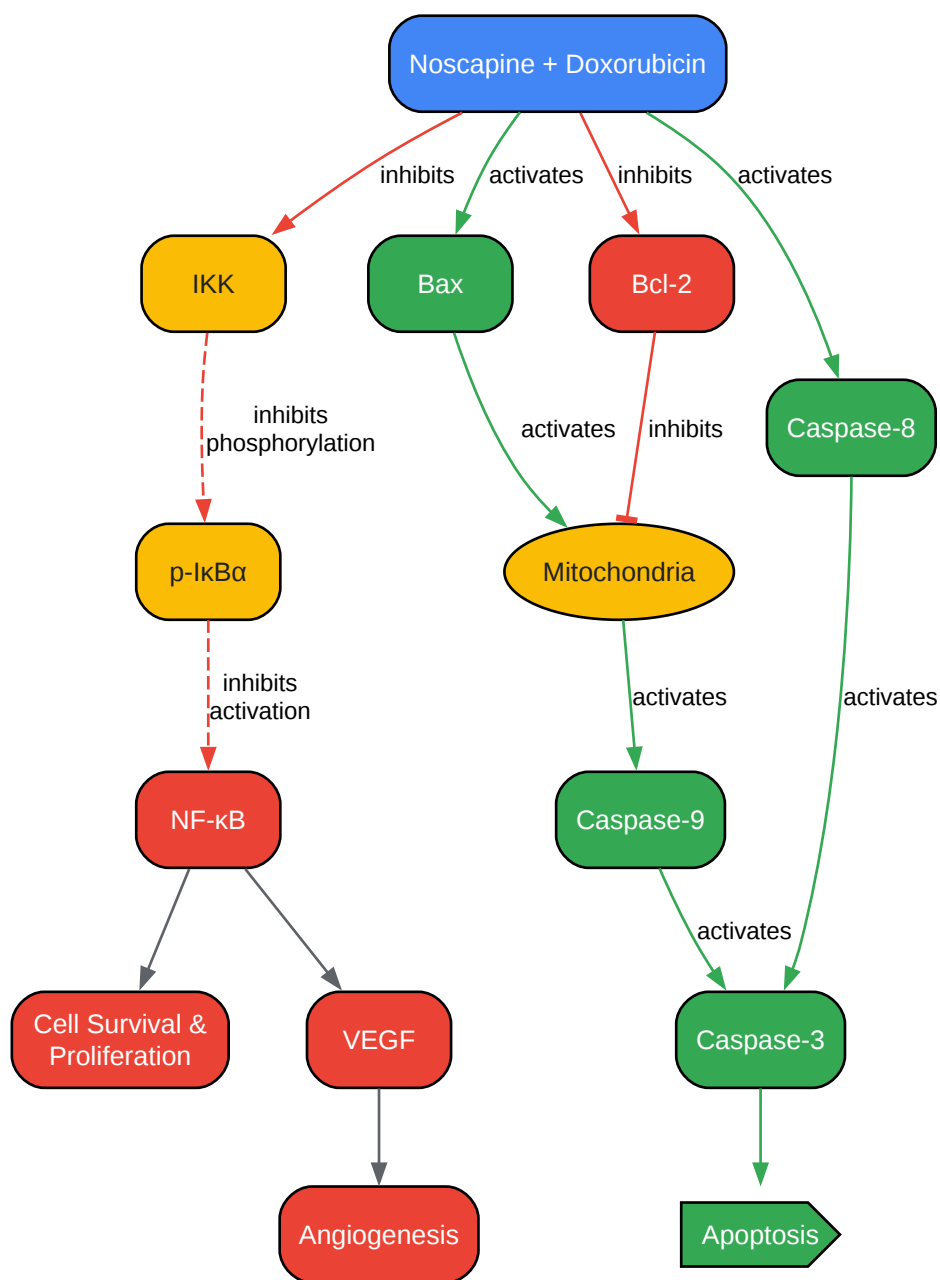 Noscapine + Doxorubicin
inhibits
activates
inhibits
activates
IKK
Bax
Bcl-2
Caspase-8
inhibits
phosphorylation
activates
inhibits
p-IκBα
Mitochondria
inhibits
activation
activates
activates
NF-κB
Caspase-9
activates
Cell Survival &
Proliferation
VEGF
Caspase-3
Angiogenesis
Apoptosis